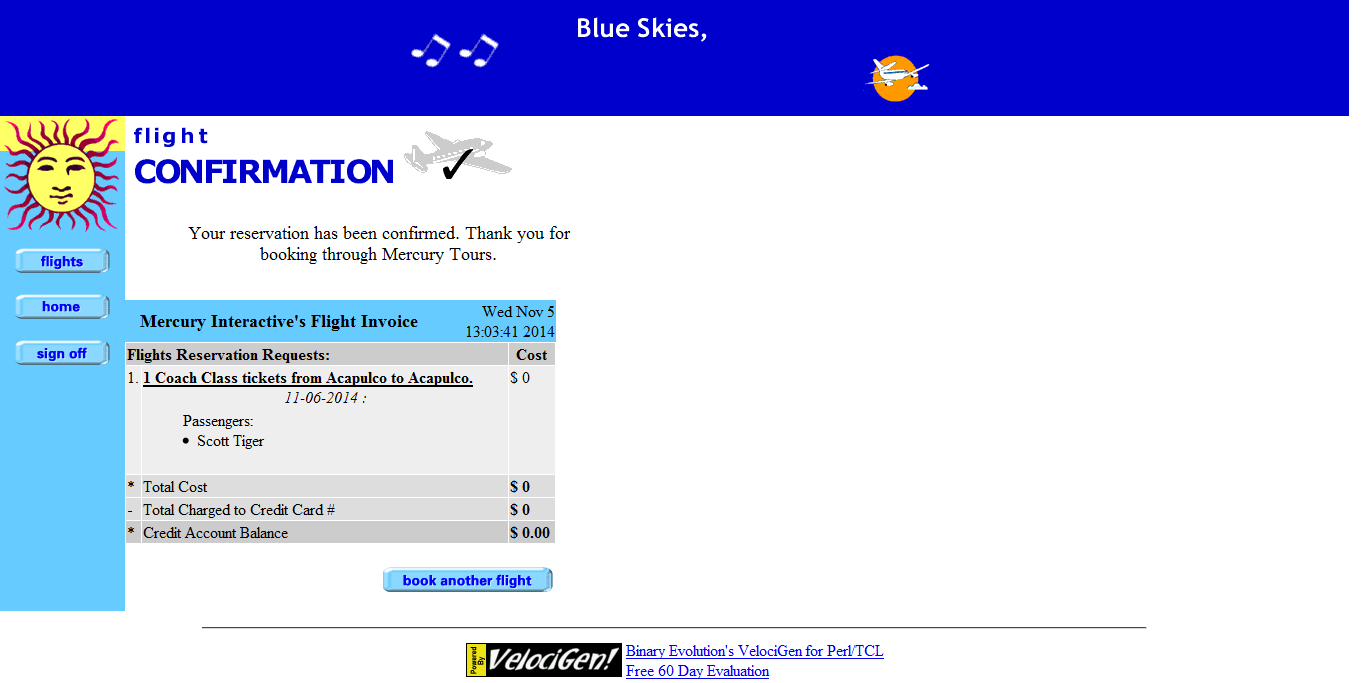 Blue Skies,
flight
CONFIRMATION
flights
home
sign off
Your reservation has been confirmed. Thank you for
booking through Mercury Tours.
Mercury Interactive's Flight Invoice
Wed Nov 5
13:03:41 2014
Flights Reservation Requests: Cost
1. 1 Coach Class tickets from Acapulco to Acapulco. $ 0
11-06-2014 :
Passengers:
• Scott Tiger
* Total Cost $ 0
- Total Charged to Credit Card # $ 0
* Credit Account Balance $ 0.00
book another flight
Powered By VelociGen!
Binary Evolution's VelociGen for Perl/TCL
Free 60 Day Evaluation